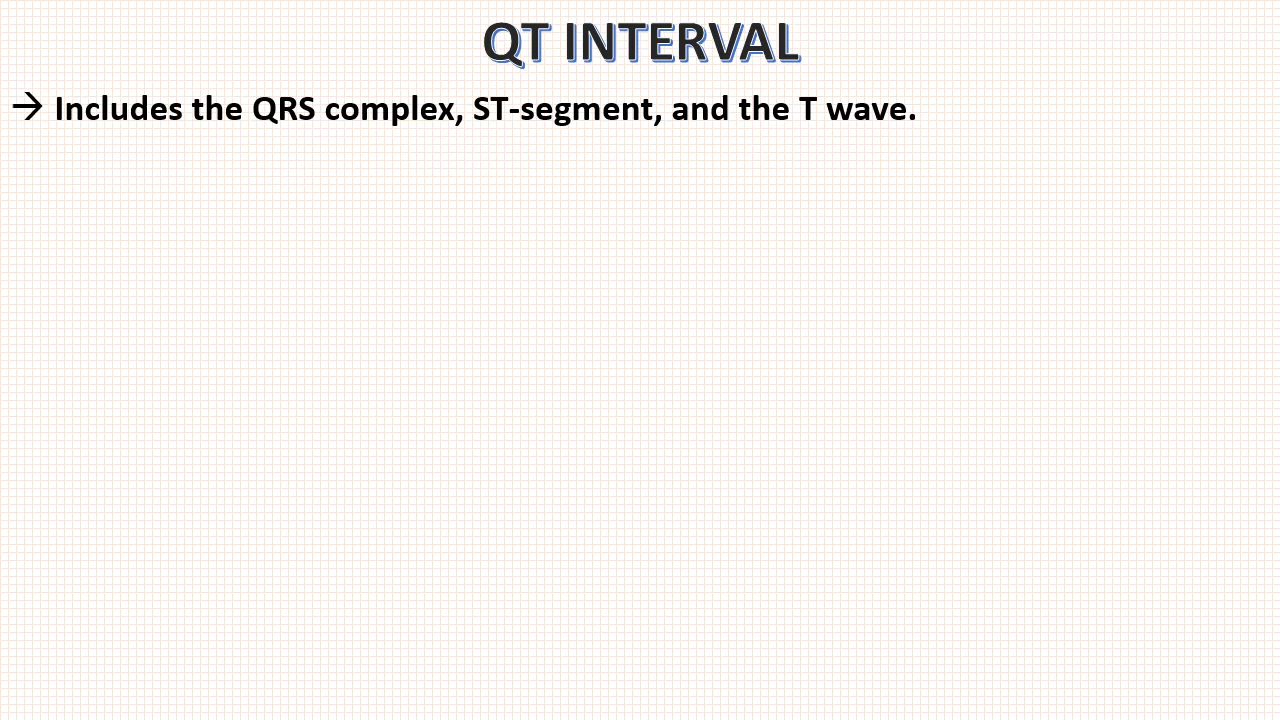 QT INTERVAL
→ Includes the QRS complex, ST-segment, and the T wave.